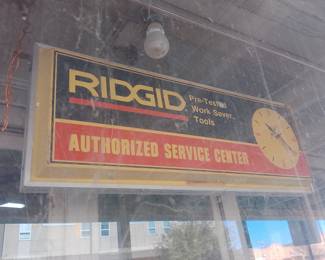 RIDGID
Pre-Tested
Work Saver
Tools
AUTHORIZED SERVICE CENTER